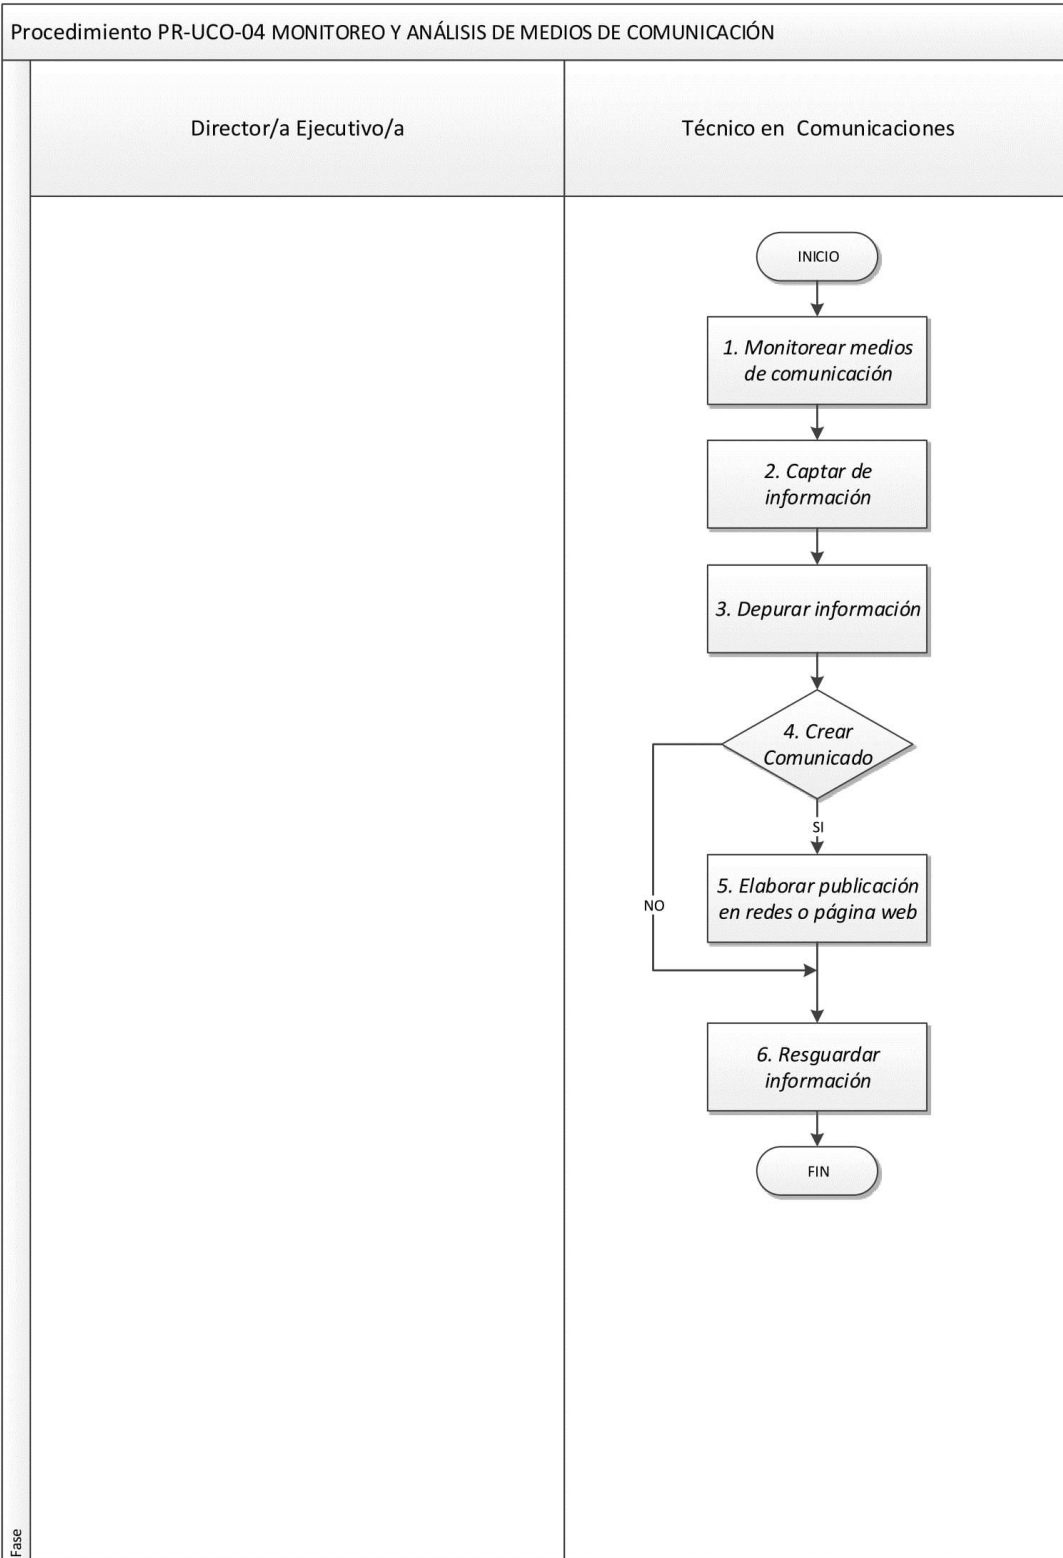 Procedimiento PR-UCO-04 MONITOREO Y ANÁLISIS DE MEDIOS DE COMUNICACIÓN
Director/a Ejecutivo/a
Técnico en Comunicaciones
INICIO
1. Monitorear medios
de comunicación
2. Captar de
información
3. Depurar información
4. Crear
Comunicado
SI
5. Elaborar publicación
en redes o página web
NO
6. Resguardar
información
FIN
Fase